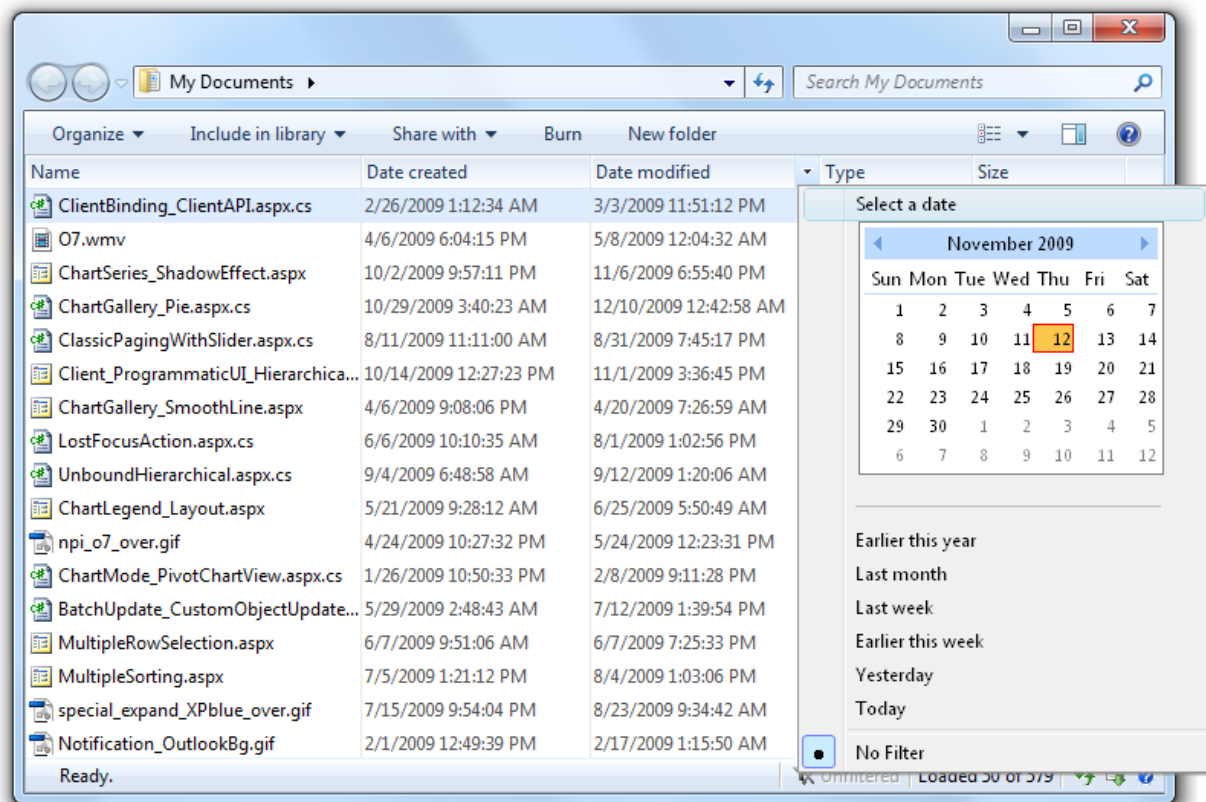 My Documents
Search My Documents
Organize Include in library Share with Burn New folder
Name Date created Date modified Type Size
ClientBinding_ClientAPI.aspx.cs 2/26/2009 1:12:34 AM 3/3/2009 11:51:12 PM
O7.wmv 4/6/2009 6:04:15 PM 5/8/2009 12:04:32 AM
ChartSeries_ShadowEffect.aspx 10/2/2009 9:57:11 PM 11/6/2009 6:55:40 PM
ChartGallery_Pie.aspx.cs 10/29/2009 3:40:23 AM 12/10/2009 12:42:58 AM
ClassicPagingWithSlider.aspx.cs 8/11/2009 11:11:00 AM 8/31/2009 7:45:17 PM
Client_ProgrammaticUI_Hierarchica... 10/14/2009 12:27:23 PM 11/1/2009 3:36:45 PM
ChartGallery_SmoothLine.aspx 4/6/2009 9:08:06 PM 4/20/2009 7:26:59 AM
LostFocusAction.aspx.cs 6/6/2009 10:10:35 AM 8/1/2009 1:02:56 PM
UnboundHierarchical.aspx.cs 9/4/2009 6:48:58 AM 9/12/2009 1:20:06 AM
ChartLegend_Layout.aspx 5/21/2009 9:28:12 AM 6/25/2009 5:50:49 AM
npi_o7_over.gif 4/24/2009 10:27:32 PM 5/24/2009 12:23:31 PM
ChartMode_PivotChartView.aspx.cs 1/26/2009 10:50:33 PM 2/8/2009 9:11:28 PM
BatchUpdate_CustomObjectUpdate... 5/29/2009 2:48:43 AM 7/12/2009 1:39:54 PM
MultipleRowSelection.aspx 6/7/2009 9:51:06 AM 6/7/2009 7:25:33 PM
MultipleSorting.aspx 7/5/2009 1:21:12 PM 8/4/2009 1:03:06 PM
special_expand_XPblue_over.gif 7/15/2009 9:54:04 PM 8/23/2009 9:34:42 AM
Notification_OutlookBg.gif 2/1/2009 12:49:39 PM 2/17/2009 1:15:50 AM
Select a date
November 2009
Sun Mon Tue Wed Thu Fri Sat
1 2 3 4 5 6 7
8 9 10 11 12 13 14
15 16 17 18 19 20 21
22 23 24 25 26 27 28
29 30 1 2 3 4 5
6 7 8 9 10 11 12
Earlier this year
Last month
Last week
Earlier this week
Yesterday
Today
No Filter
Ready. Unfiltered Loaded 50 of 579